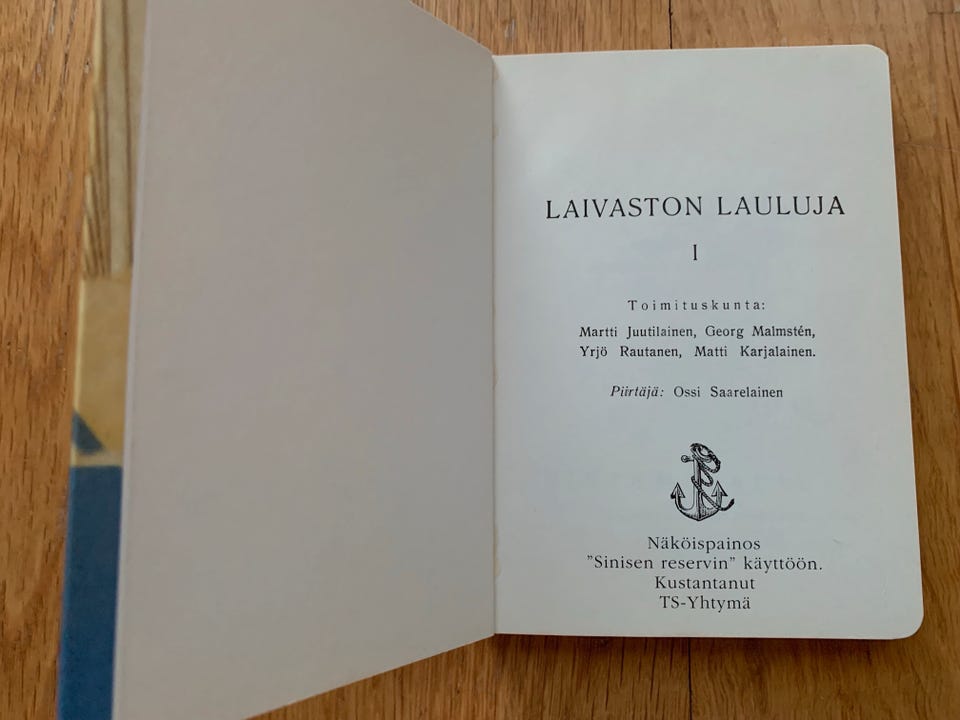 LAIVASTON LAULUJA
I
Toimituskunta:
Martti Juutilainen, Georg Malmstén,
Yrjö Rautanen, Matti Karjalainen.
Piirtäjä: Ossi Saarelainen
Näköispainos
"Sinisen reservin" käyttöön.
Kustantanut
TS-Yhtymä